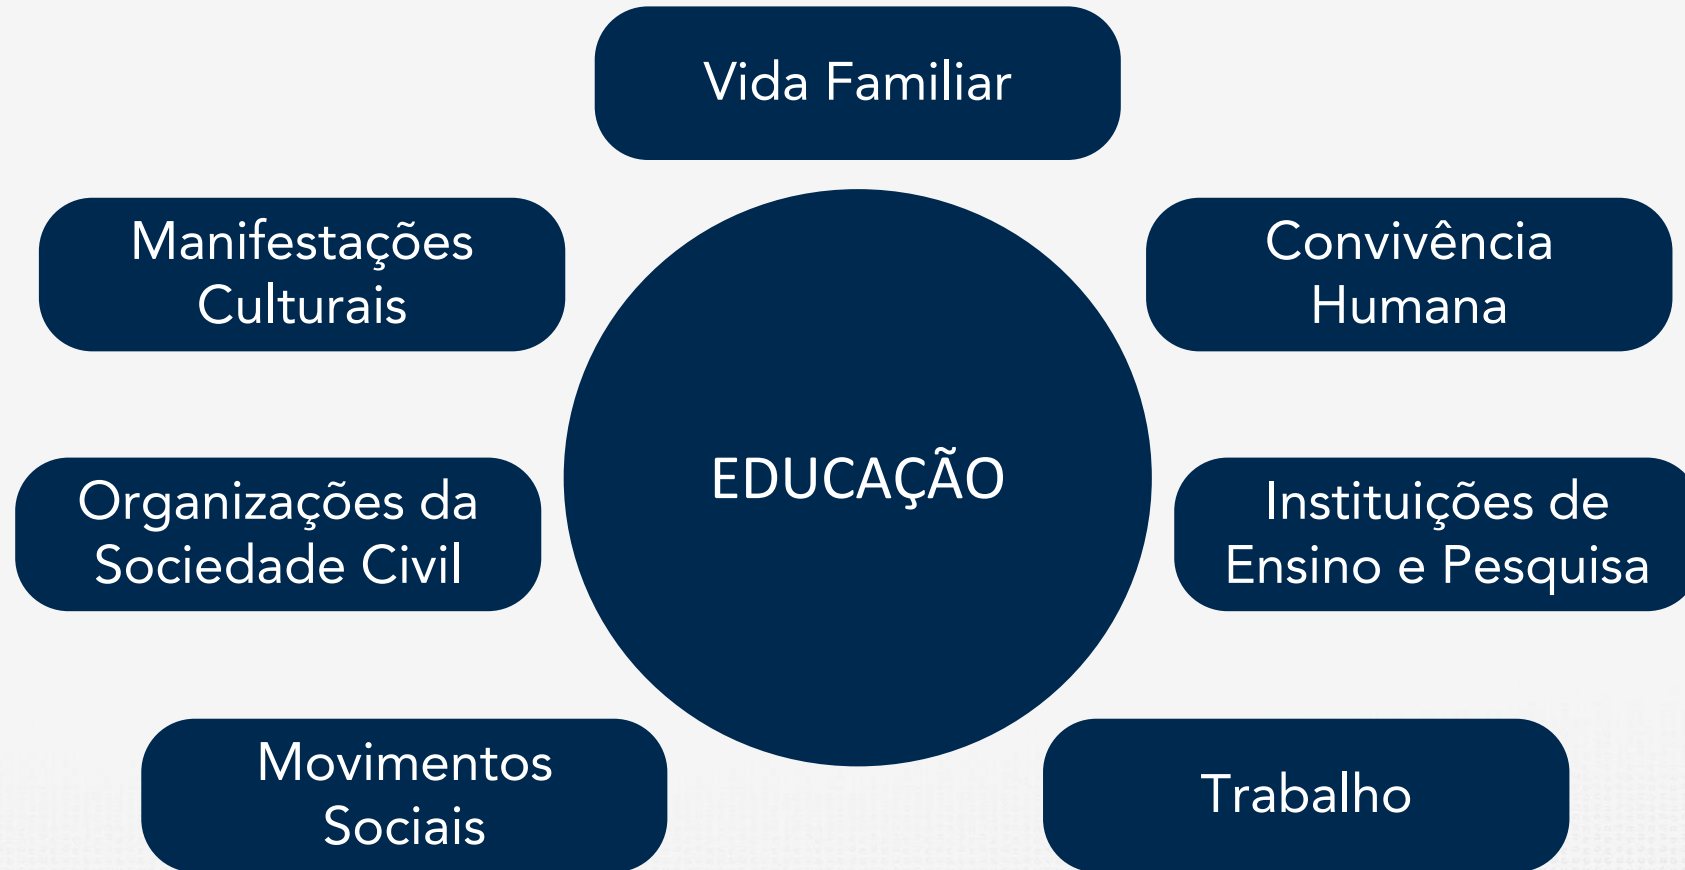 Vida Familiar
Manifestações
Culturais
Convivência
Humana
EDUCAÇÃO
Organizações da
Sociedade Civil
Instituições de
Ensino e Pesquisa
Movimentos
Sociais
Trabalho